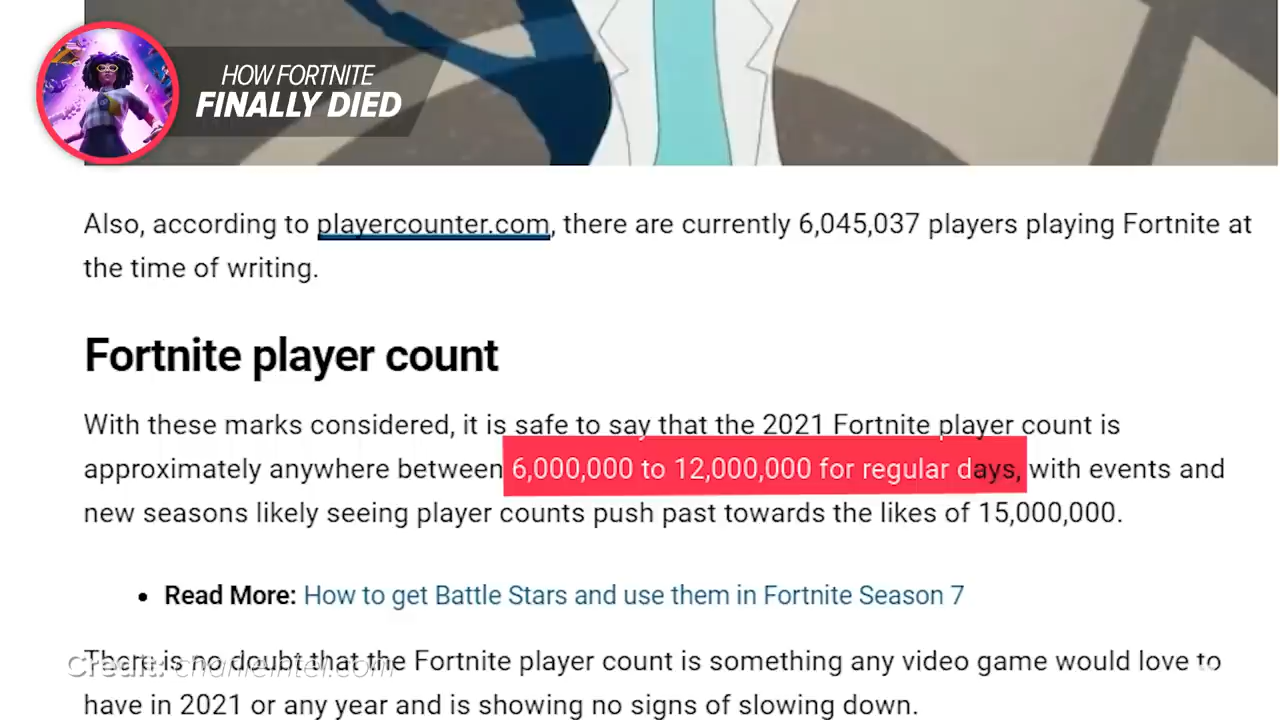 HOW FORTNITE
FINALLY DIED
Also, according to playercounter.com, there are currently 6,045,037 players playing Fortnite at
the time of writing.
Fortnite player count
With these marks considered, it is safe to say that the 2021 Fortnite player count is
approximately anywhere between 6,000,000 to 12,000,000 for regular days, with events and
new seasons likely seeing player counts push past towards the likes of 15,000,000.
• Read More: How to get Battle Stars and use them in Fortnite Season 7
There is no doubt that the Fortnite player count is something any video game would love to
Credit: charlieintel.com
have in 2021 or any year and is showing no signs of slowing down.